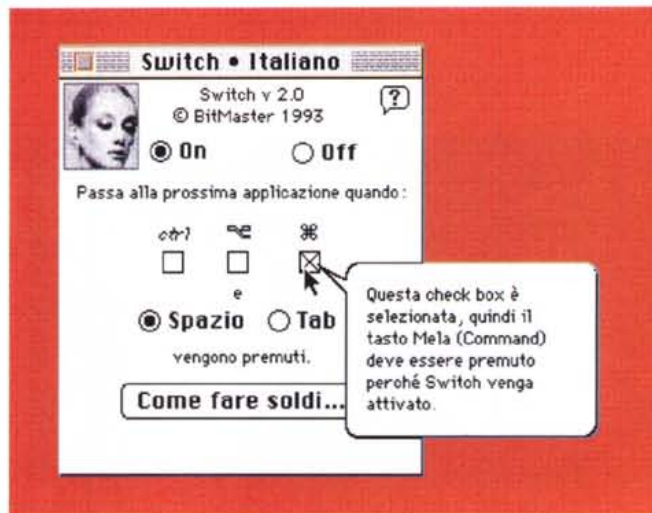 Switch • Italiano
Switch v 2.0
© BitMaster 1993
?
On
Off
Passa alla prossima applicazione quando:
ctrl ⌥ ⌘
e
Spazio
Tab
vengono premuti.
Come fare soldi...
Questa check box è
selezionata, quindi il
tasto Mela (Command)
deve essere premuto
perohé Switch venga
attivato.